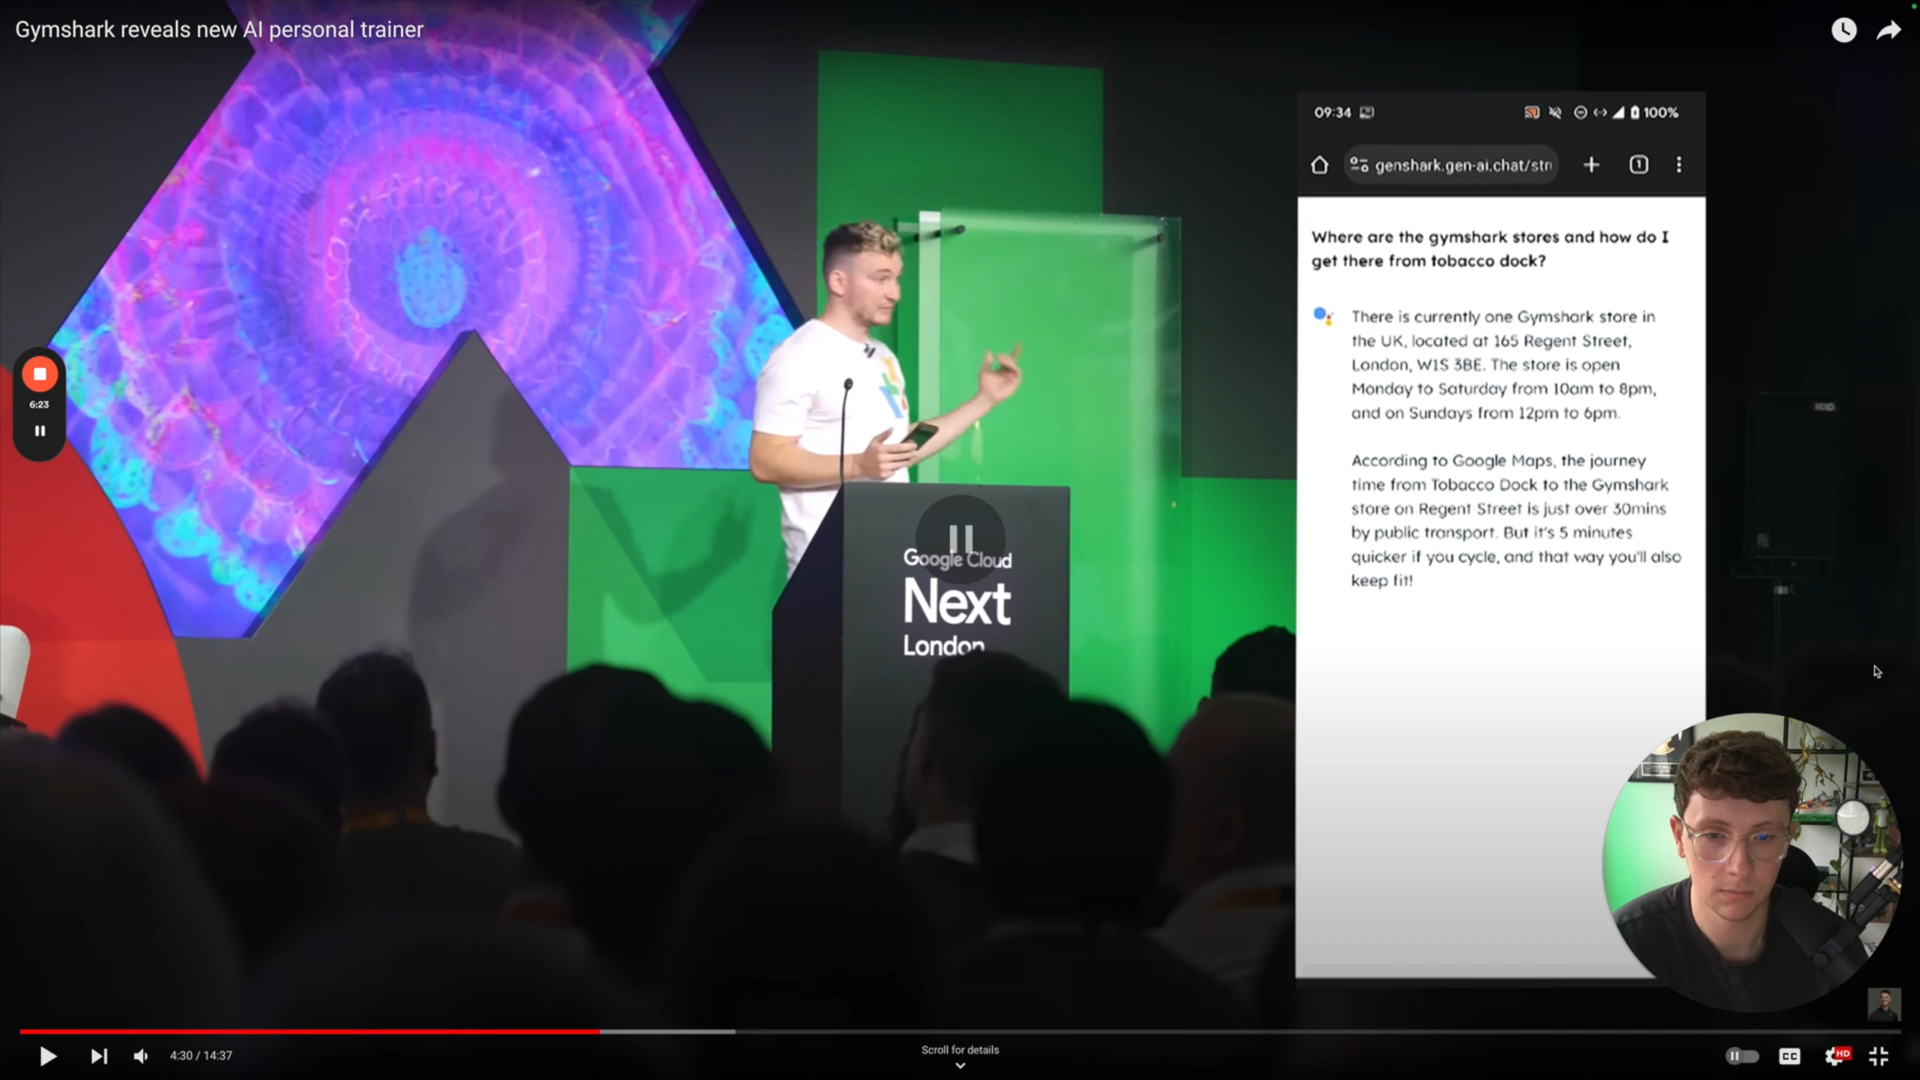 Gymshark reveals new AI personal trainer
09:34
100%
genshark.gen-ai.chat/str
1
Where are the gymshark stores and how do I
get there from tobacco dock?
There is currently one Gymshark store in
the UK, located at 165 Regent Street,
London, W1S 3BE. The store is open
Monday to Saturday from 10am to 8pm,
and on Sundays from 12pm to 6pm.
According to Google Maps, the journey
time from Tobacco Dock to the Gymshark
store on Regent Street is just over 30mins
by public transport. But it's 5 minutes
quicker if you cycle, and that way you'll also
keep fit!
6:23
Google Cloud
Next
London
4:30 / 14:37
Scroll for details
CC
HD